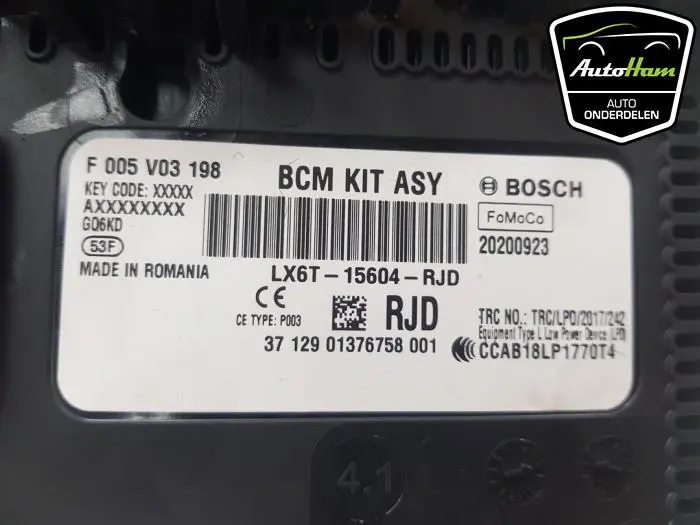 AutoHam
AUTO
ONDERDELEN
F 005 V03 198
BCM KIT ASY
BOSCH
KEY CODE: XXXXX
AXXXXXXXX
G06KD
FoMoCo
53F
20200923
MADE IN ROMANIA
LX6T-15604-RJD
CE
CE TYPE: P003
RJD
TRC NO.: TRC/LPD/2017/242
Equipment Type L Low Power Device (LPD)
37 129 01376758 001
CCAB18LP1770T4
4.1